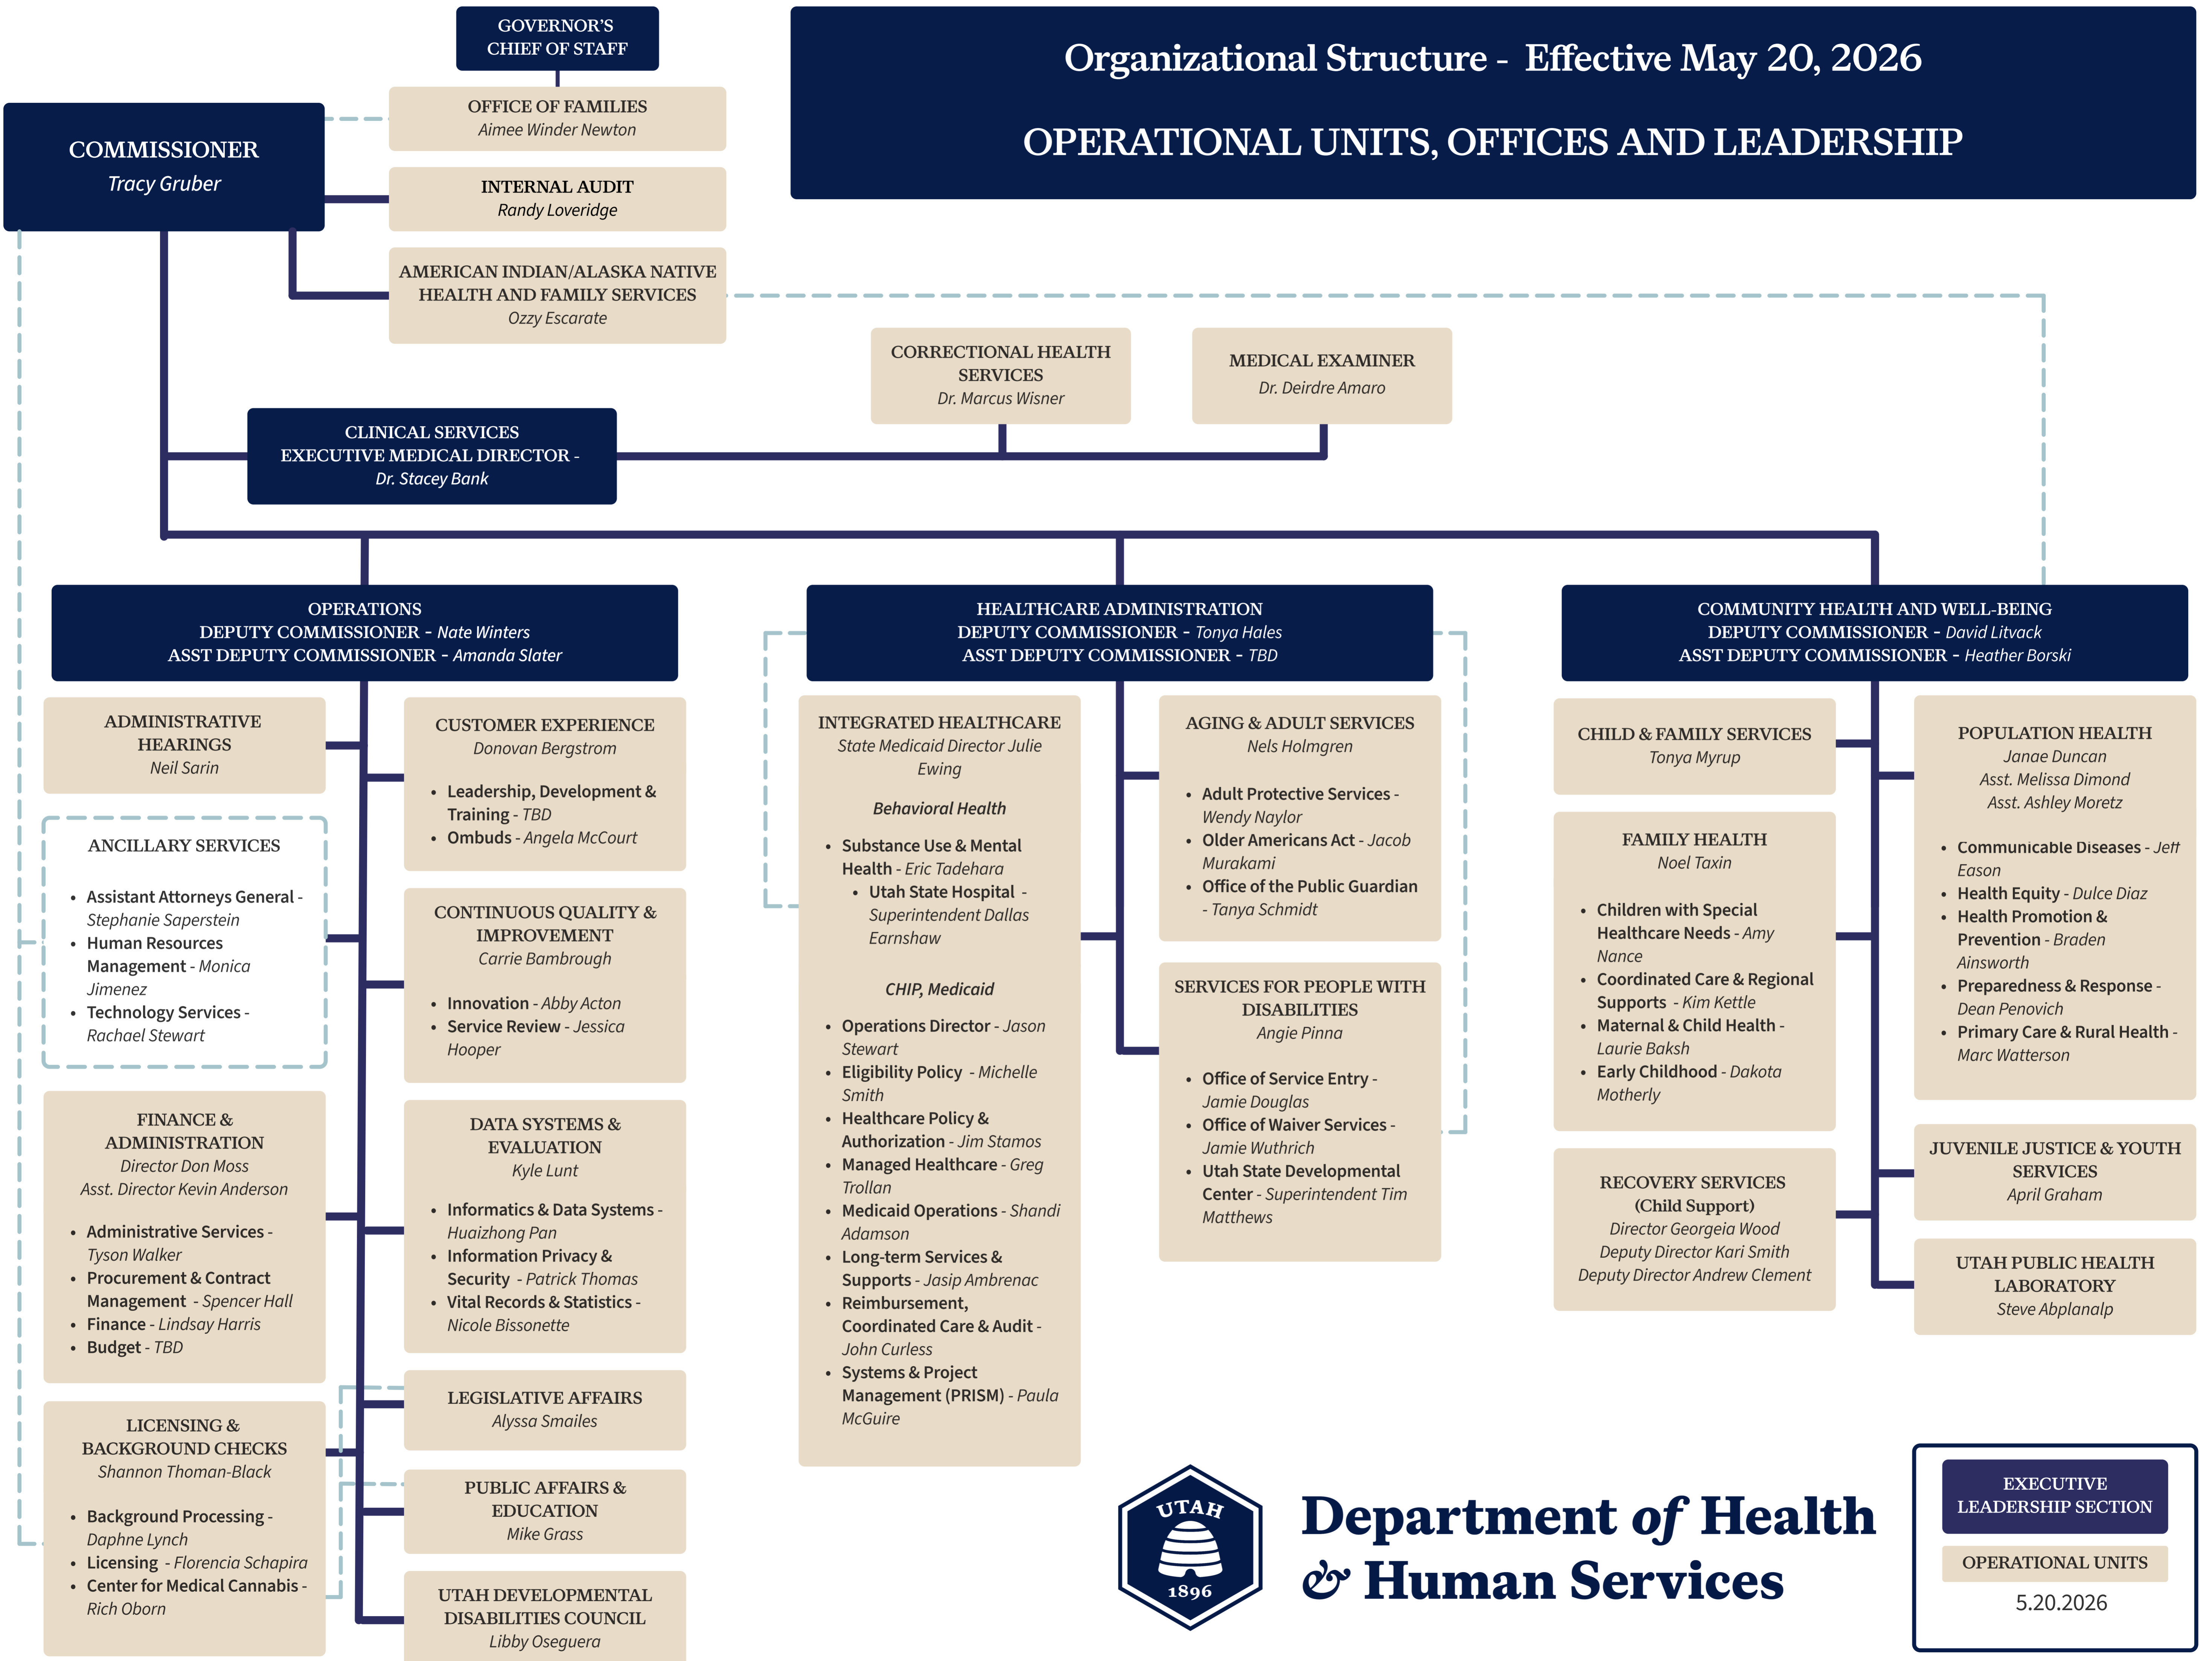 GOVERNOR'S
CHIEF OF STAFF
Organizational Structure -  Effective May 20, 2026
OPERATIONAL UNITS, OFFICES AND LEADERSHIP
COMMISSIONER
Tracy Gruber
OFFICE OF FAMILIES
Aimee Winder Newton
INTERNAL AUDIT
Randy Loveridge
AMERICAN INDIAN/ALASKA NATIVE
HEALTH AND FAMILY SERVICES
Ozzy Escarate
CORRECTIONAL HEALTH
SERVICES
Dr. Marcus Wisner
MEDICAL EXAMINER
Dr. Deirdre Amaro
CLINICAL SERVICES
EXECUTIVE MEDICAL DIRECTOR -
Dr. Stacey Bank
OPERATIONS
DEPUTY COMMISSIONER - Nate Winters
ASST DEPUTY COMMISSIONER - Amanda Slater
ADMINISTRATIVE
HEARINGS
Neil Sarin
ANCILLARY SERVICES
• Assistant Attorneys General -
Stephanie Saperstein
• Human Resources
Management - Monica
Jimenez
• Technology Services -
Rachael Stewart
FINANCE &
ADMINISTRATION
Director Don Moss
Asst. Director Kevin Anderson
• Administrative Services -
Tyson Walker
• Procurement & Contract
Management - Spencer Hall
• Finance - Lindsay Harris
• Budget - TBD
LICENSING &
BACKGROUND CHECKS
Shannon Thoman-Black
• Background Processing -
Daphne Lynch
• Licensing - Florencia Schapira
• Center for Medical Cannabis -
Rich Oborn
CUSTOMER EXPERIENCE
Donovan Bergstrom
• Leadership, Development &
Training - TBD
• Ombuds - Angela McCourt
CONTINUOUS QUALITY &
IMPROVEMENT
Carrie Bambrough
• Innovation - Abby Acton
• Service Review - Jessica
Hooper
DATA SYSTEMS &
EVALUATION
Kyle Lunt
• Informatics & Data Systems -
Huaizhong Pan
• Information Privacy &
Security - Patrick Thomas
• Vital Records & Statistics -
Nicole Bissonette
LEGISLATIVE AFFAIRS
Alyssa Smailes
PUBLIC AFFAIRS &
EDUCATION
Mike Grass
UTAH DEVELOPMENTAL
DISABILITIES COUNCIL
Libby Oseguera
HEALTHCARE ADMINISTRATION
DEPUTY COMMISSIONER - Tonya Hales
ASST DEPUTY COMMISSIONER - TBD
INTEGRATED HEALTHCARE
State Medicaid Director Julie
Ewing
Behavioral Health
• Substance Use & Mental
Health - Eric Tadehara
• Utah State Hospital -
Superintendent Dallas
Earnshaw
CHIP, Medicaid
• Operations Director - Jason
Stewart
• Eligibility Policy - Michelle
Smith
• Healthcare Policy &
Authorization - Jim Stamos
• Managed Healthcare - Greg
Trollan
• Medicaid Operations - Shandi
Adamson
• Long-term Services &
Supports - Jasip Ambrenac
• Reimbursement,
Coordinated Care & Audit -
John Curless
• Systems & Project
Management (PRISM) - Paula
McGuire
AGING & ADULT SERVICES
Nels Holmgren
• Adult Protective Services -
Wendy Naylor
• Older Americans Act - Jacob
Murakami
• Office of the Public Guardian
- Tanya Schmidt
SERVICES FOR PEOPLE WITH
DISABILITIES
Angie Pinna
• Office of Service Entry -
Jamie Douglas
• Office of Waiver Services -
Jamie Wuthrich
• Utah State Developmental
Center - Superintendent Tim
Matthews
COMMUNITY HEALTH AND WELL-BEING
DEPUTY COMMISSIONER - David Litvack
ASST DEPUTY COMMISSIONER - Heather Borski
CHILD & FAMILY SERVICES
Tonya Myrup
FAMILY HEALTH
Noel Taxin
• Children with Special
Healthcare Needs - Amy
Nance
• Coordinated Care & Regional
Supports - Kim Kettle
• Maternal & Child Health -
Laurie Baksh
• Early Childhood - Dakota
Motherly
RECOVERY SERVICES
(Child Support)
Director Georgeia Wood
Deputy Director Kari Smith
Deputy Director Andrew Clement
POPULATION HEALTH
Janae Duncan
Asst. Melissa Dimond
Asst. Ashley Moretz
• Communicable Diseases - Jeff
Eason
• Health Equity - Dulce Diaz
• Health Promotion &
Prevention - Braden
Ainsworth
• Preparedness & Response -
Dean Penovich
• Primary Care & Rural Health -
Marc Watterson
JUVENILE JUSTICE & YOUTH
SERVICES
April Graham
UTAH PUBLIC HEALTH
LABORATORY
Steve Abplanalp
UTAH
1896
Department of Health
& Human Services
EXECUTIVE
LEADERSHIP SECTION
OPERATIONAL UNITS
5.20.2026